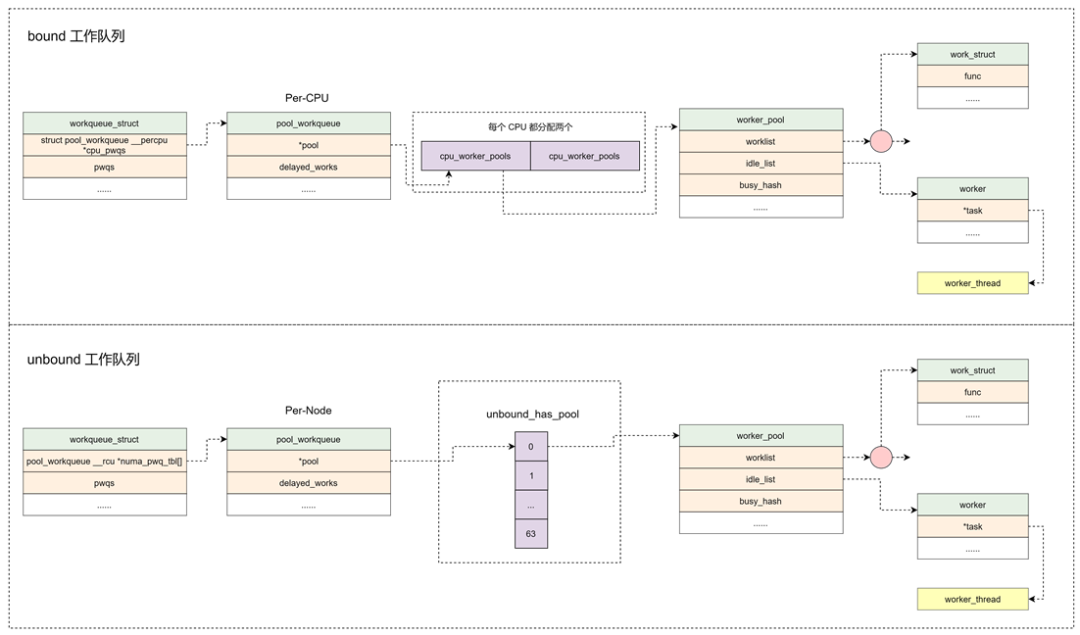 bound 工作队列
Per-CPU
workqueue_struct
struct pool_workqueue __percpu
*cpu_pwqs
pwqs
......
pool_workqueue
*pool
delayed_works
......
每个 CPU 都分配两个
cpu_worker_pools
cpu_worker_pools
worker_pool
worklist
idle_list
busy_hash
......
work_struct
func
......
worker
*task
......
worker_thread
unbound 工作队列
Per-Node
workqueue_struct
pool_workqueue __rcu *numa_pwq_tbl[]
pwqs
......
pool_workqueue
*pool
delayed_works
......
unbound_has_pool
0
1
...
63
worker_pool
worklist
idle_list
busy_hash
......
work_struct
func
......
worker
*task
......
worker_thread